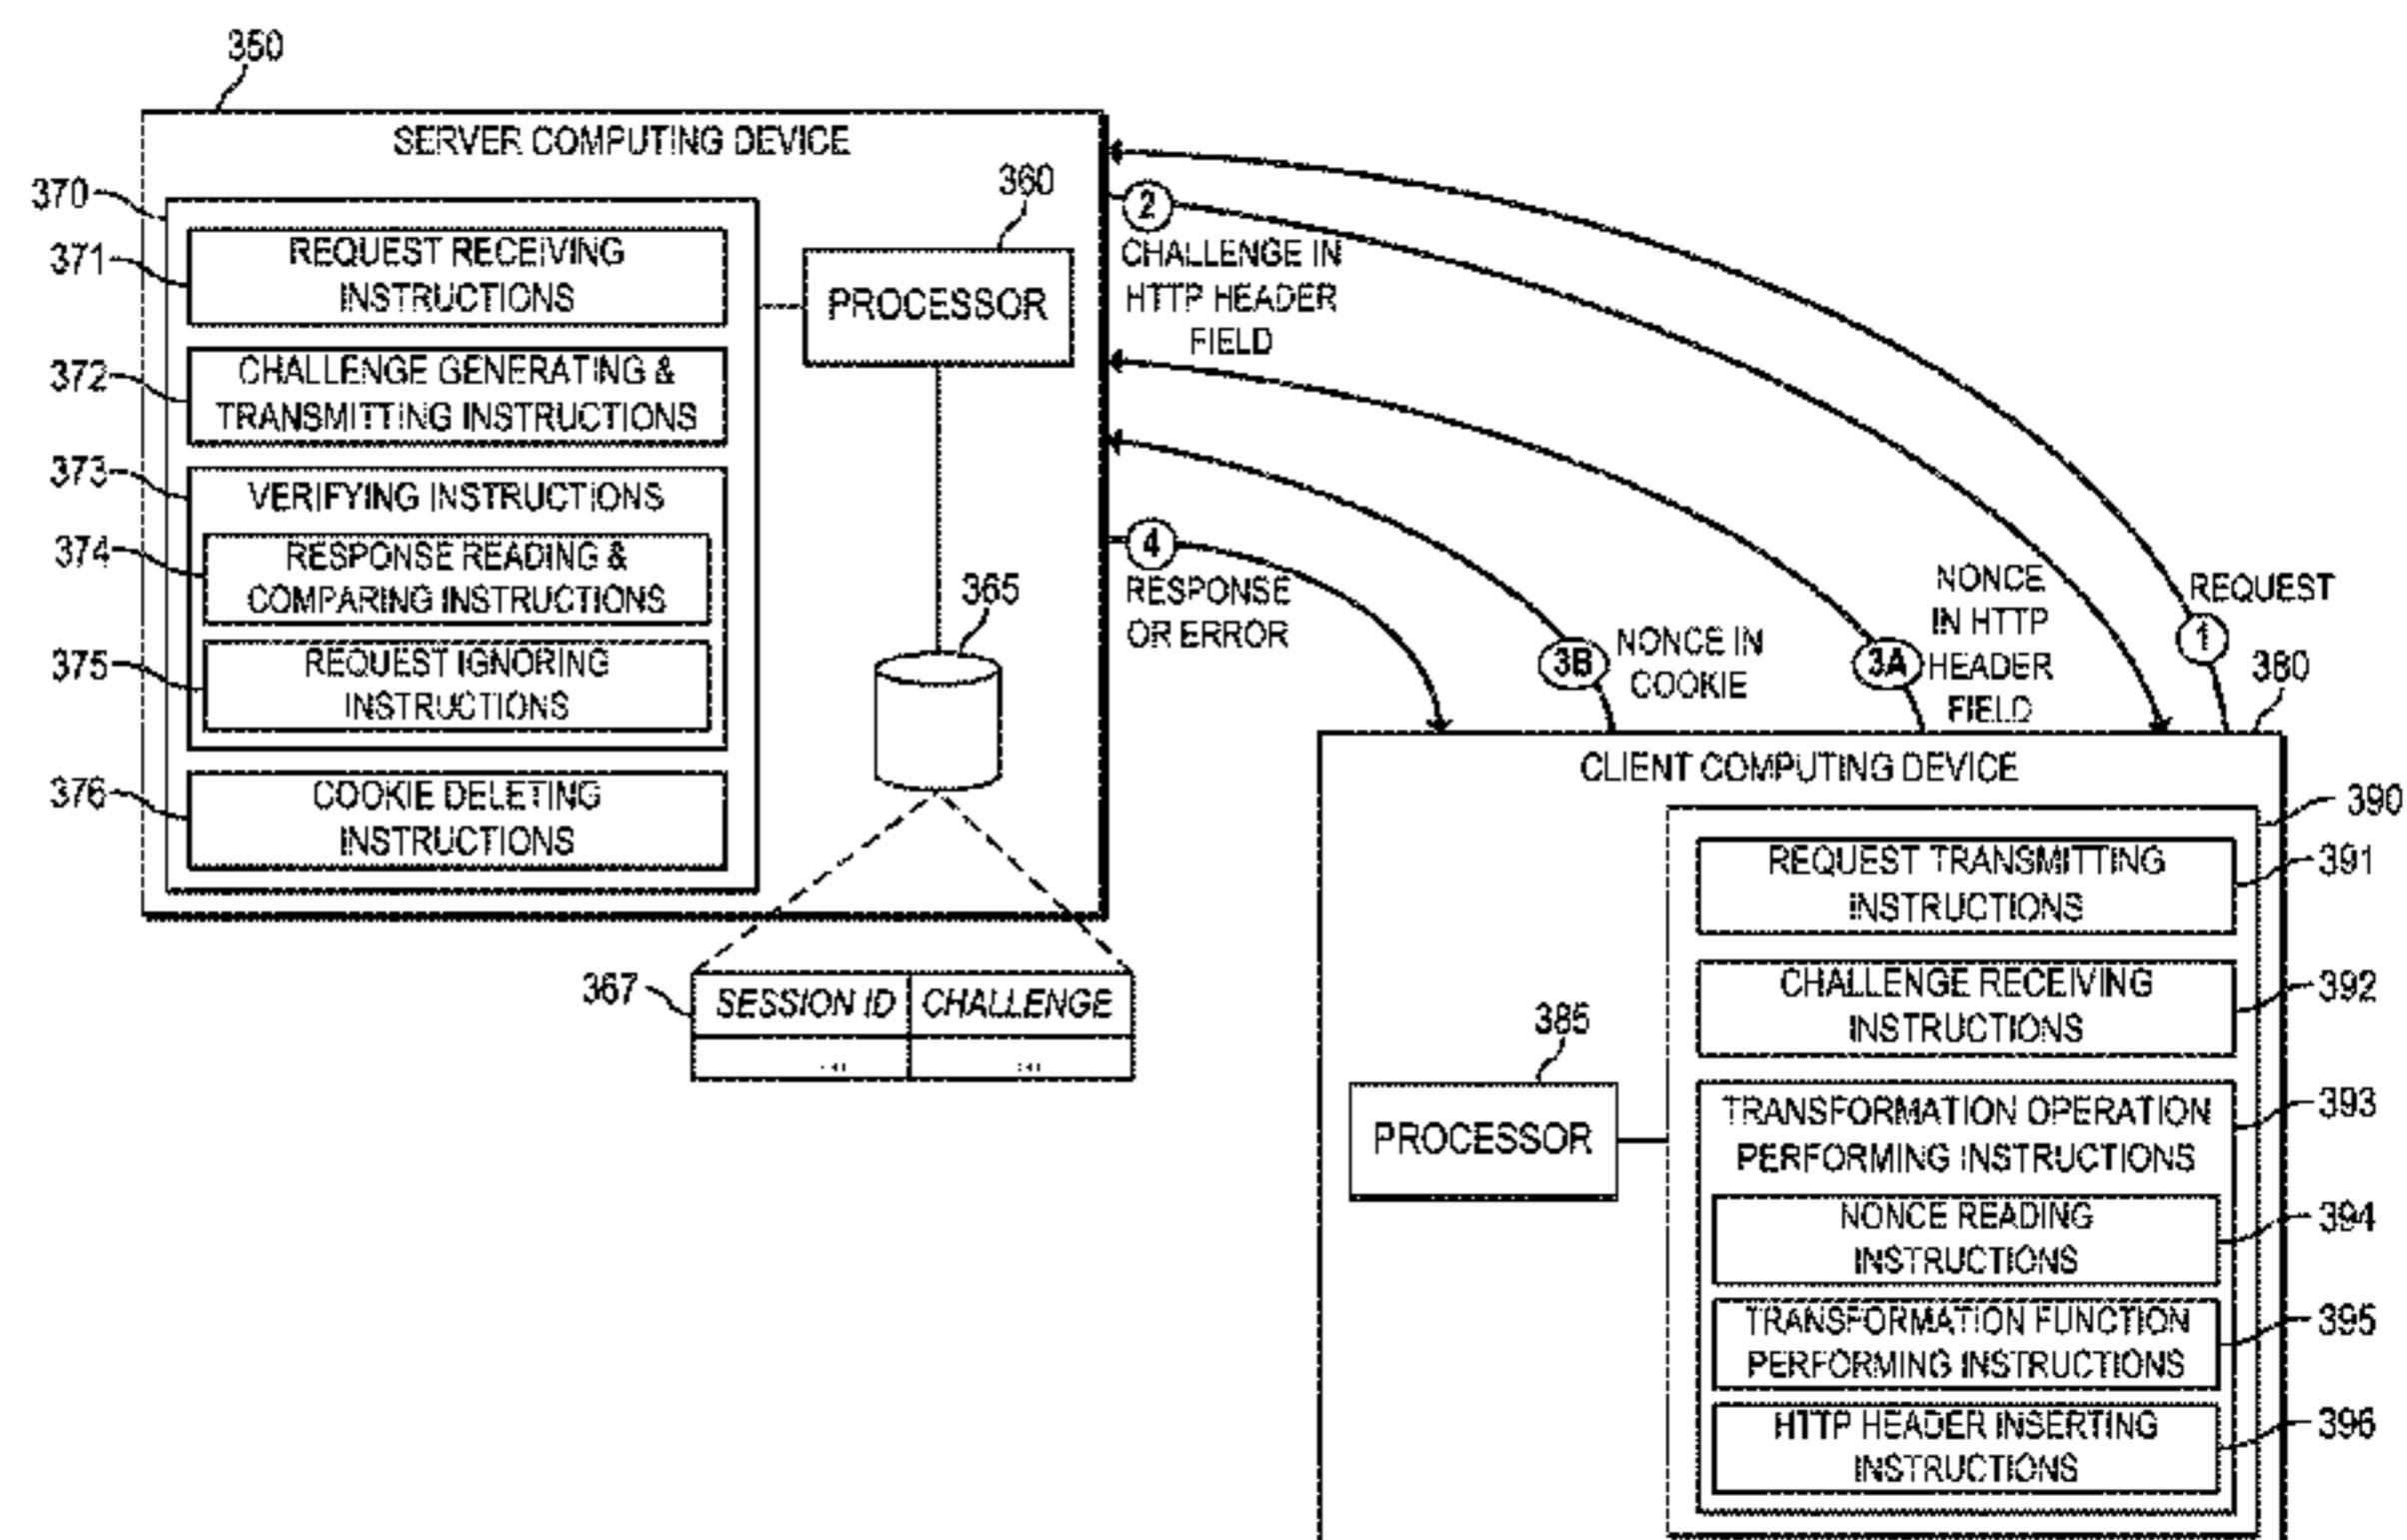 350
SERVER COMPUTING DEVICE
370
371
REQUEST RECEIVING
INSTRUCTIONS
372
CHALLENGE GENERATING &
TRANSMITTING INSTRUCTIONS
373
VERIFYING INSTRUCTIONS
374
RESPONSE READING &
COMPARING INSTRUCTIONS
375
REQUEST IGNORING
INSTRUCTIONS
376
COOKIE DELETING
INSTRUCTIONS
360
PROCESSOR
365
367
SESSION ID CHALLENGE
... ...
2
CHALLENGE IN
HTTP HEADER
FIELD
4
RESPONSE
OR ERROR
3B
NONCE IN
COOKIE
3A
NONCE
IN HTTP
HEADER
FIELD
REQUEST
1
380
CLIENT COMPUTING DEVICE
385
PROCESSOR
390
REQUEST TRANSMITTING
INSTRUCTIONS
391
CHALLENGE RECEIVING
INSTRUCTIONS
392
TRANSFORMATION OPERATION
PERFORMING INSTRUCTIONS
393
NONCE READING
INSTRUCTIONS
394
TRANSFORMATION FUNCTION
PERFORMING INSTRUCTIONS
395
HTTP HEADER INSERTING
INSTRUCTIONS
396